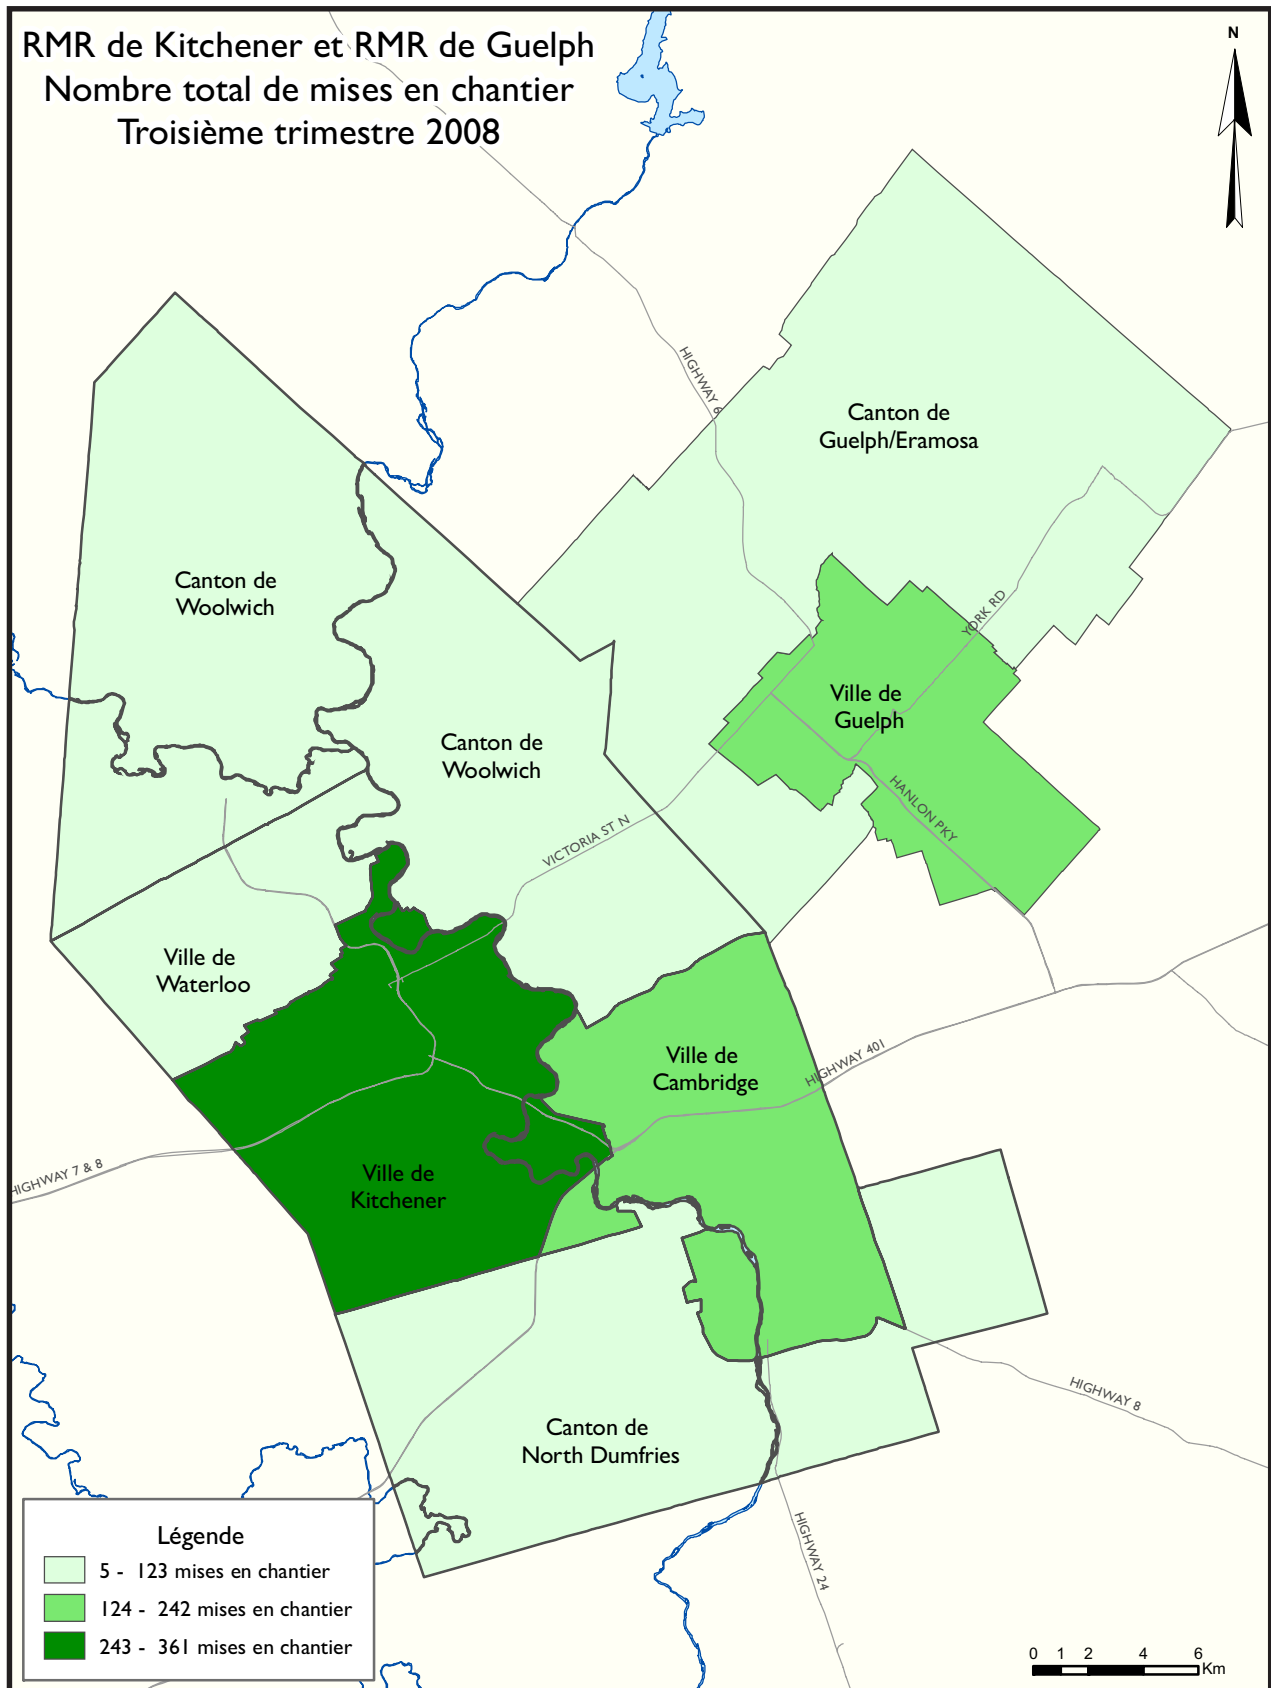 RMR de Kitchener et RMR de Guelph
Nombre total de mises en chantier
Troisième trimestre 2008
N
HIGHWAY 6
Canton de
Guelph/Eramosa
Canton de
Woolwich
YORK RD
Ville de
Guelph
Canton de
Woolwich
HANLON PKY
VICTORIA ST N
Ville de
Waterloo
Ville de
Cambridge
HIGHWAY 401
HIGHWAY 7 & 8
Ville de
Kitchener
HIGHWAY 8
Canton de
North Dumfries
HIGHWAY 24
Légende
5 - 123 mises en chantier
124 - 242 mises en chantier
243 - 361 mises en chantier
0 1 2 4 6
Km